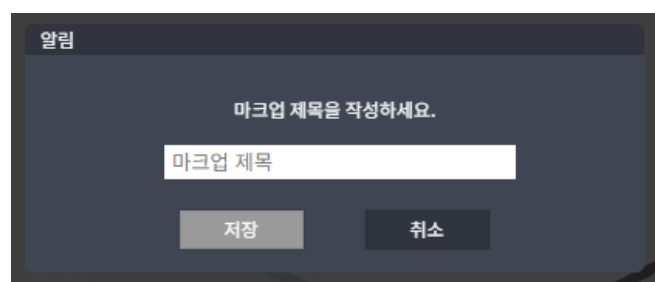 알림
마크업 제목을 작성하세요.
마크업 제목
저장
취소